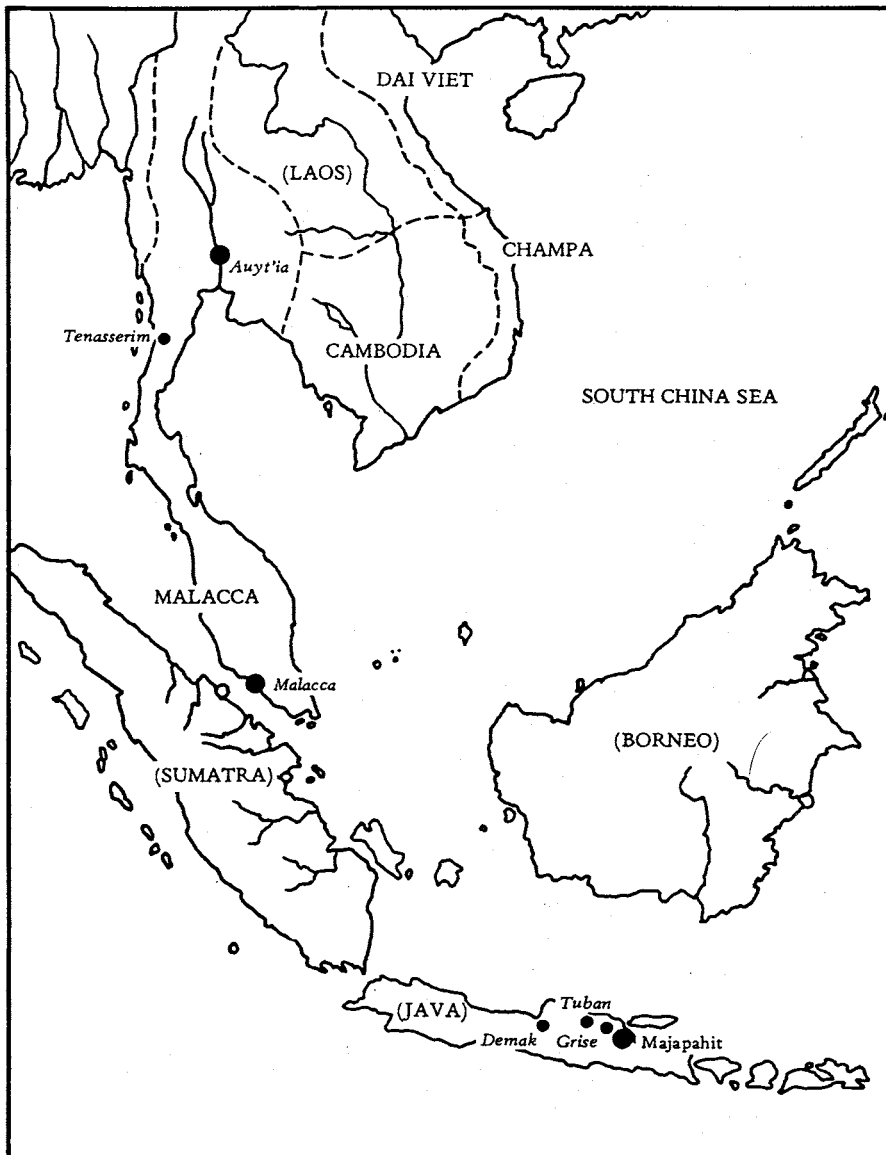 DAI VIET
(LAOS)
CHAMPA
Auyt'ia
Tenasserim
CAMBODIA
SOUTH CHINA SEA
MALACCA
Malacca
(BORNEO)
(SUMATRA)
Tuban
(JAVA)
Demak
Grise
Majapahit